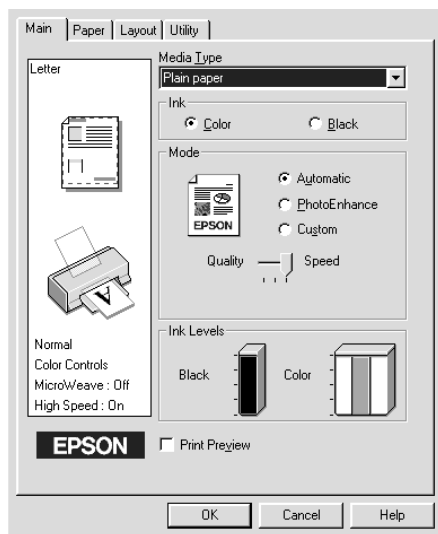 Main Paper Layout Utility
Letter
Media Type
Plain paper
Ink
Color Black
Mode
EPSON
Automatic
PhotoEnhance
Custom
Quality Speed
A
Normal
Color Controls
MicroWeave : Off
High Speed : On
Ink Levels
Black Color
EPSON
Print Preview
OK Cancel Help